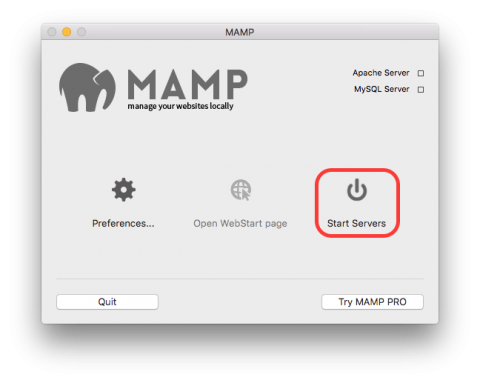 MAMP
MAMP
manage your websites locally
Apache Server
MySQL Server
Preferences...
Open WebStart page
Start Servers
Quit
Try MAMP PRO